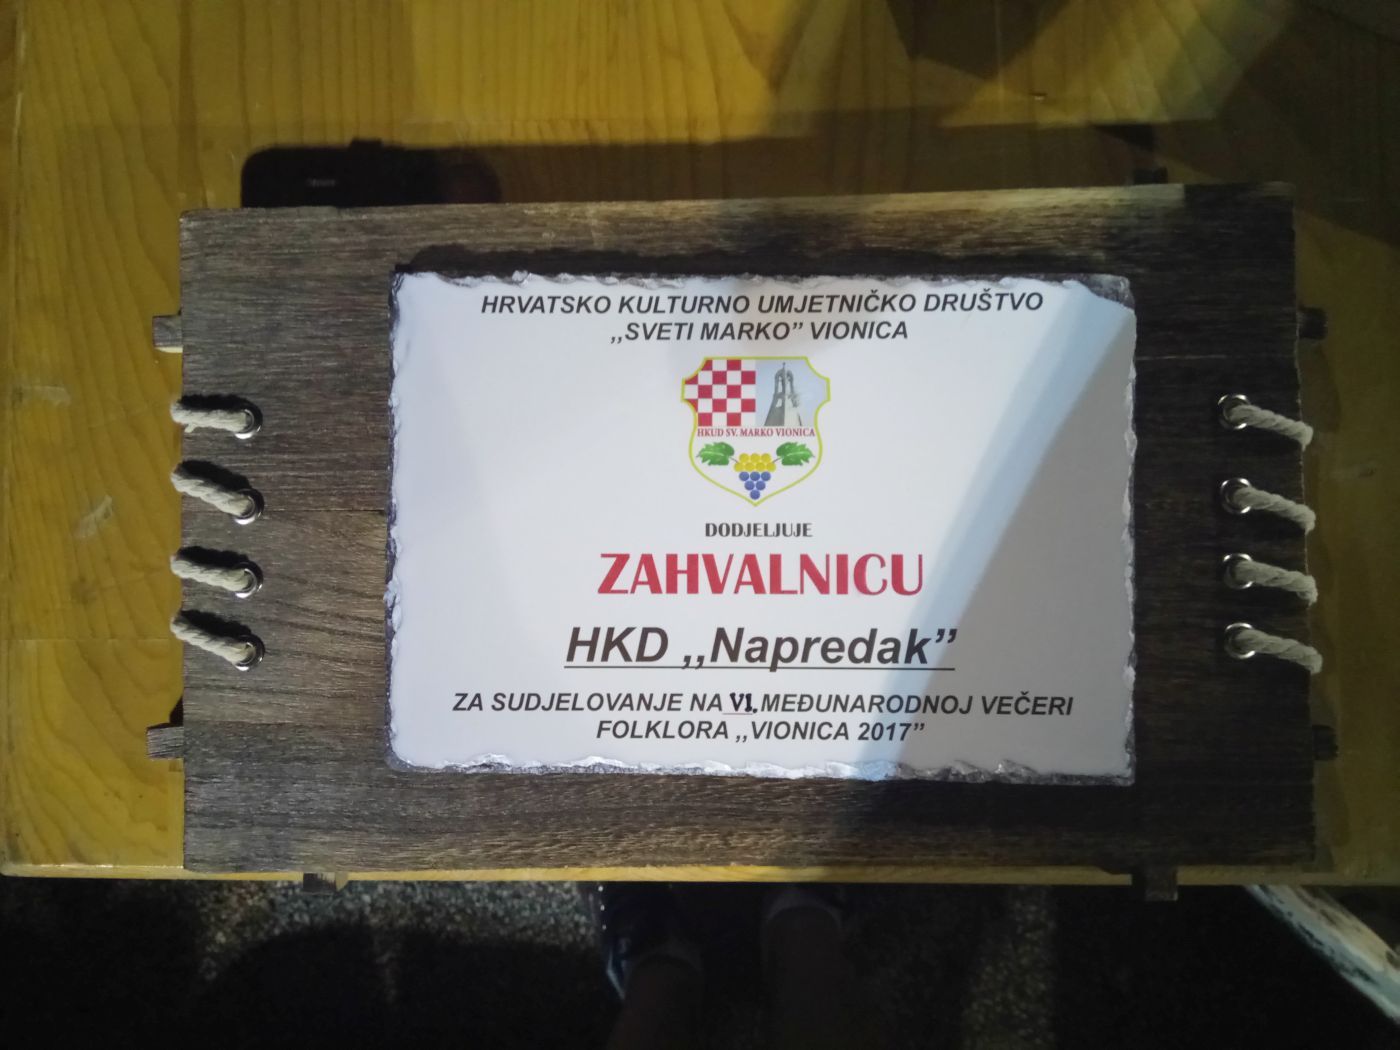 HRVATSKO KULTURNO UMJETNIČKO DRUŠTVO
,,SVETI MARKO” VIONICA
HKUD SV. MARKO VIONICA
DODJELJUJE
ZAHVALNICU
HKD ,,Napredak”
ZA SUDJELOVANJE NA VI. MEĐUNARODNOJ VEČERI
FOLKLORA ,,VIONICA 2017”